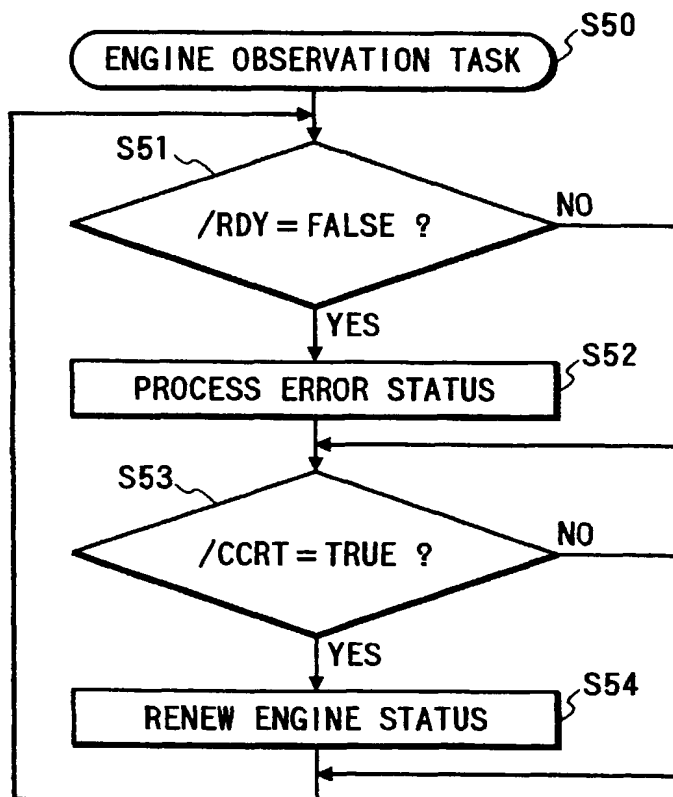 S50
ENGINE OBSERVATION TASK
S51
/RDY = FALSE ?
NO
YES
S52
PROCESS ERROR STATUS
S53
/CCRT = TRUE ?
NO
YES
S54
RENEW ENGINE STATUS